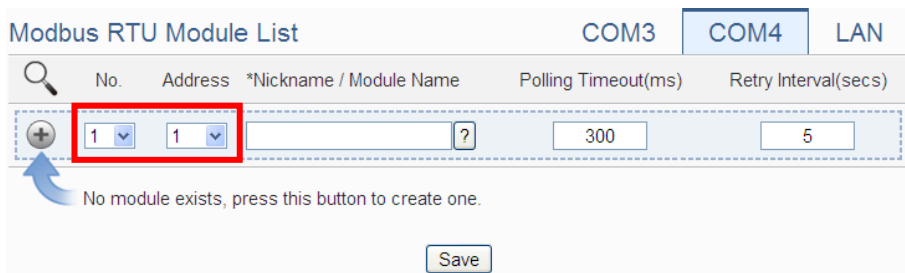 Modbus RTU Module List COM3 COM4 LAN
No. Address *Nickname / Module Name Polling Timeout(ms) Retry Interval(secs)
1 1 ? 300 5
No module exists, press this button to create one.
Save